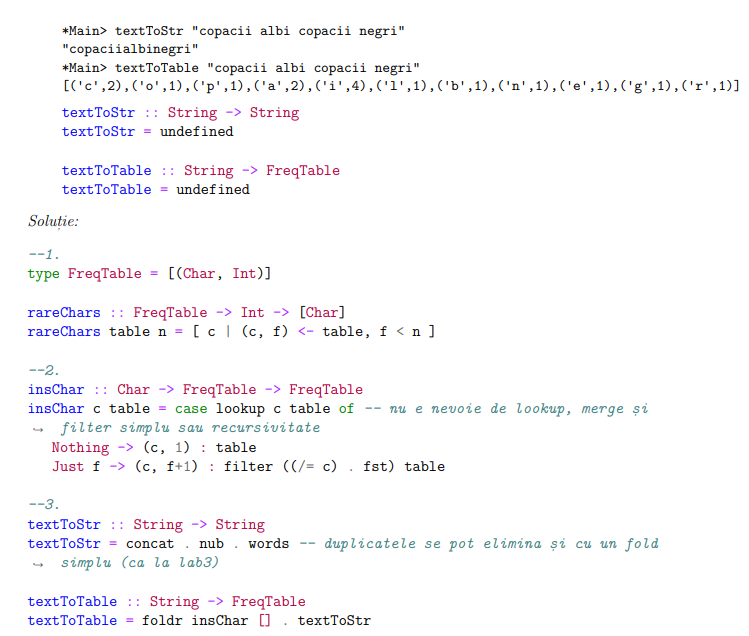 *Main> textToStr "copacii albi copacii negri"
"copaciialbinegri"
*Main> textToTable "copacii albi copacii negri"
[('c',2),('o',1),('p',1),('a',2),('i',4),('l',1),('b',1),('n',1),('e',1),('g',1),('r',1)]
textToStr :: String -> String
textToStr = undefined
textToTable :: String -> FreqTable
textToTable = undefined
Soluție:
--1.
type FreqTable = [(Char, Int)]
rareChars :: FreqTable -> Int -> [Char]
rareChars table n = [ c | (c, f) <- table, f < n ]
--2.
insChar :: Char -> FreqTable -> FreqTable
insChar c table = case lookup c table of -- nu e nevoie de lookup, merge și
↪ filter simplu sau recursivitate
Nothing -> (c, 1) : table
Just f -> (c, f+1) : filter ((/= c) . fst) table
--3.
textToStr :: String -> String
textToStr = concat . nub . words -- duplicatele se pot elimina și cu un fold
↪ simplu (ca la lab3)
textToTable :: String -> FreqTable
textToTable = foldr insChar [] . textToStr